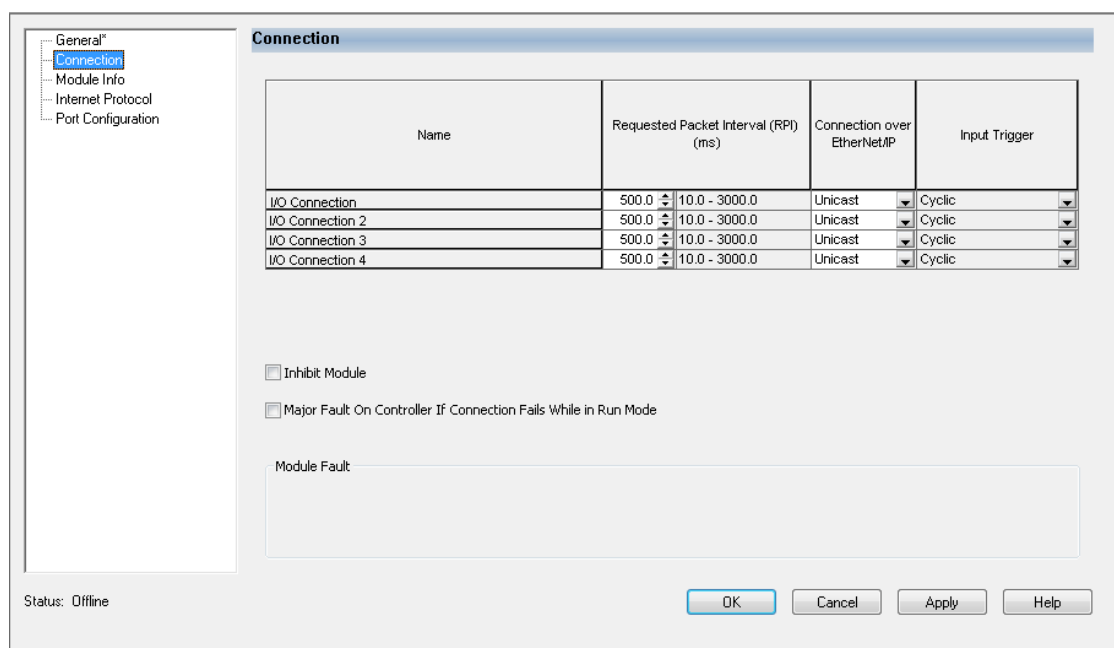 General*
Connection
Module Info
Internet Protocol
Port Configuration
Connection
Name
Requested Packet Interval (RPI)
(ms)
Connection over
EtherNet/IP
Input Trigger
I/O Connection 500.0 10.0 - 3000.0 Unicast Cyclic
I/O Connection 2 500.0 10.0 - 3000.0 Unicast Cyclic
I/O Connection 3 500.0 10.0 - 3000.0 Unicast Cyclic
I/O Connection 4 500.0 10.0 - 3000.0 Unicast Cyclic
Inhibit Module
Major Fault On Controller If Connection Fails While in Run Mode
Module Fault
Status: Offline
OK Cancel Apply Help